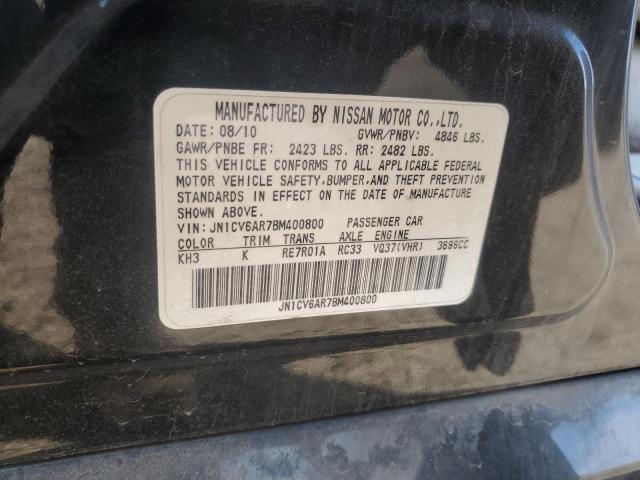 MANUFACTURED BY NISSAN MOTOR CO.,LTD.
DATE: 08/10 GVWR/PNBV: 4846 LBS.
GAWR/PNBE FR: 2423 LBS. RR: 2482 LBS.
THIS VEHICLE CONFORMS TO ALL APPLICABLE FEDERAL
MOTOR VEHICLE SAFETY, BUMPER, AND THEFT PREVENTION
STANDARDS IN EFFECT ON THE DATE OF MANUFACTURE
SHOWN ABOVE.
VIN: JN1CV6AR7BM400800 PASSENGER CAR
COLOR TRIM TRANS AXLE ENGINE
KH3 K RE7R01A RC33 VQ37(VHR) 3696CC
JN1CV6AR7BM400800